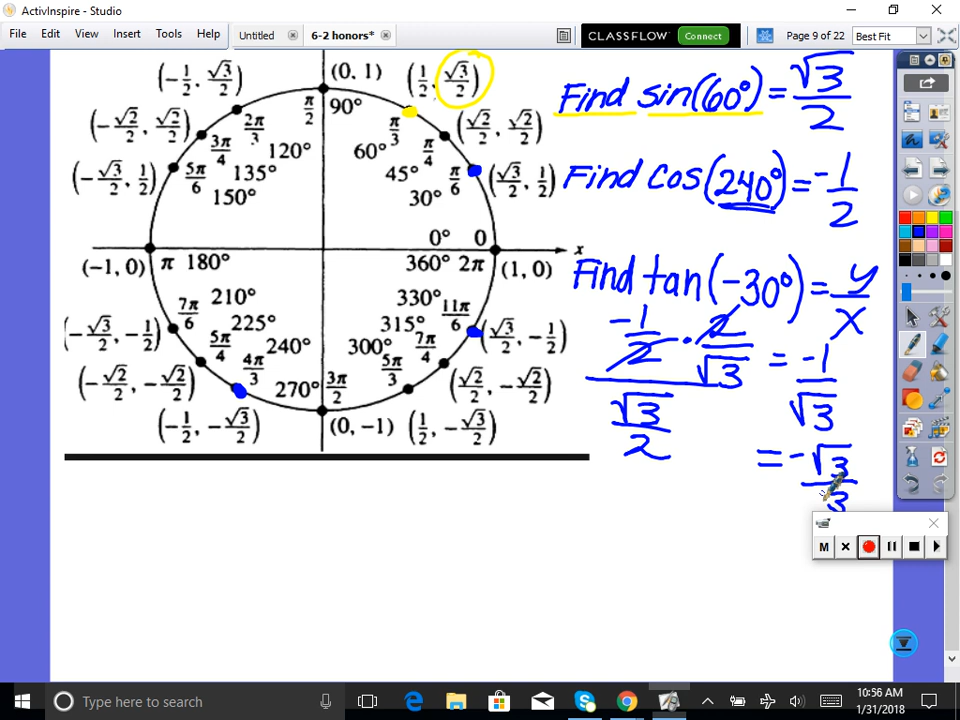 ActivInspire - Studio
File Edit View Insert Tools Help
Untitled 6-2 honors*
CLASSFLOW Connect
Page 9 of 22 Best Fit
(-1/2, √3/2) (0, 1) (1/2, √3/2)
(-√2/2, √2/2) 2π/3 π/2 90° π/3 (√2/2, √2/2)
(-√3/2, 1/2) 3π/4 120° 60° π/4 (√3/2, 1/2)
5π/6 135° 45° π/6
150° 30°
0° 0 x
(-1, 0) π 180° 360° 2π (1, 0)
7π/6 210° 330° 11π/6
(-√3/2, -1/2) 225° 315° (√3/2, -1/2)
5π/4 240° 300° 7π/4
(-√2/2, -√2/2) 4π/3 270° 3π/2 5π/3 (√2/2, -√2/2)
(-1/2, -√3/2) (0, -1) (1/2, -√3/2)
Find sin(60°) = √3/2
Find cos(240°) = -1/2
Find tan(-30°) = y/x
-1/2 · 2/√3 = -1/√3
√3/2
= -√3/3
M
Type here to search
10:56 AM
1/31/2018